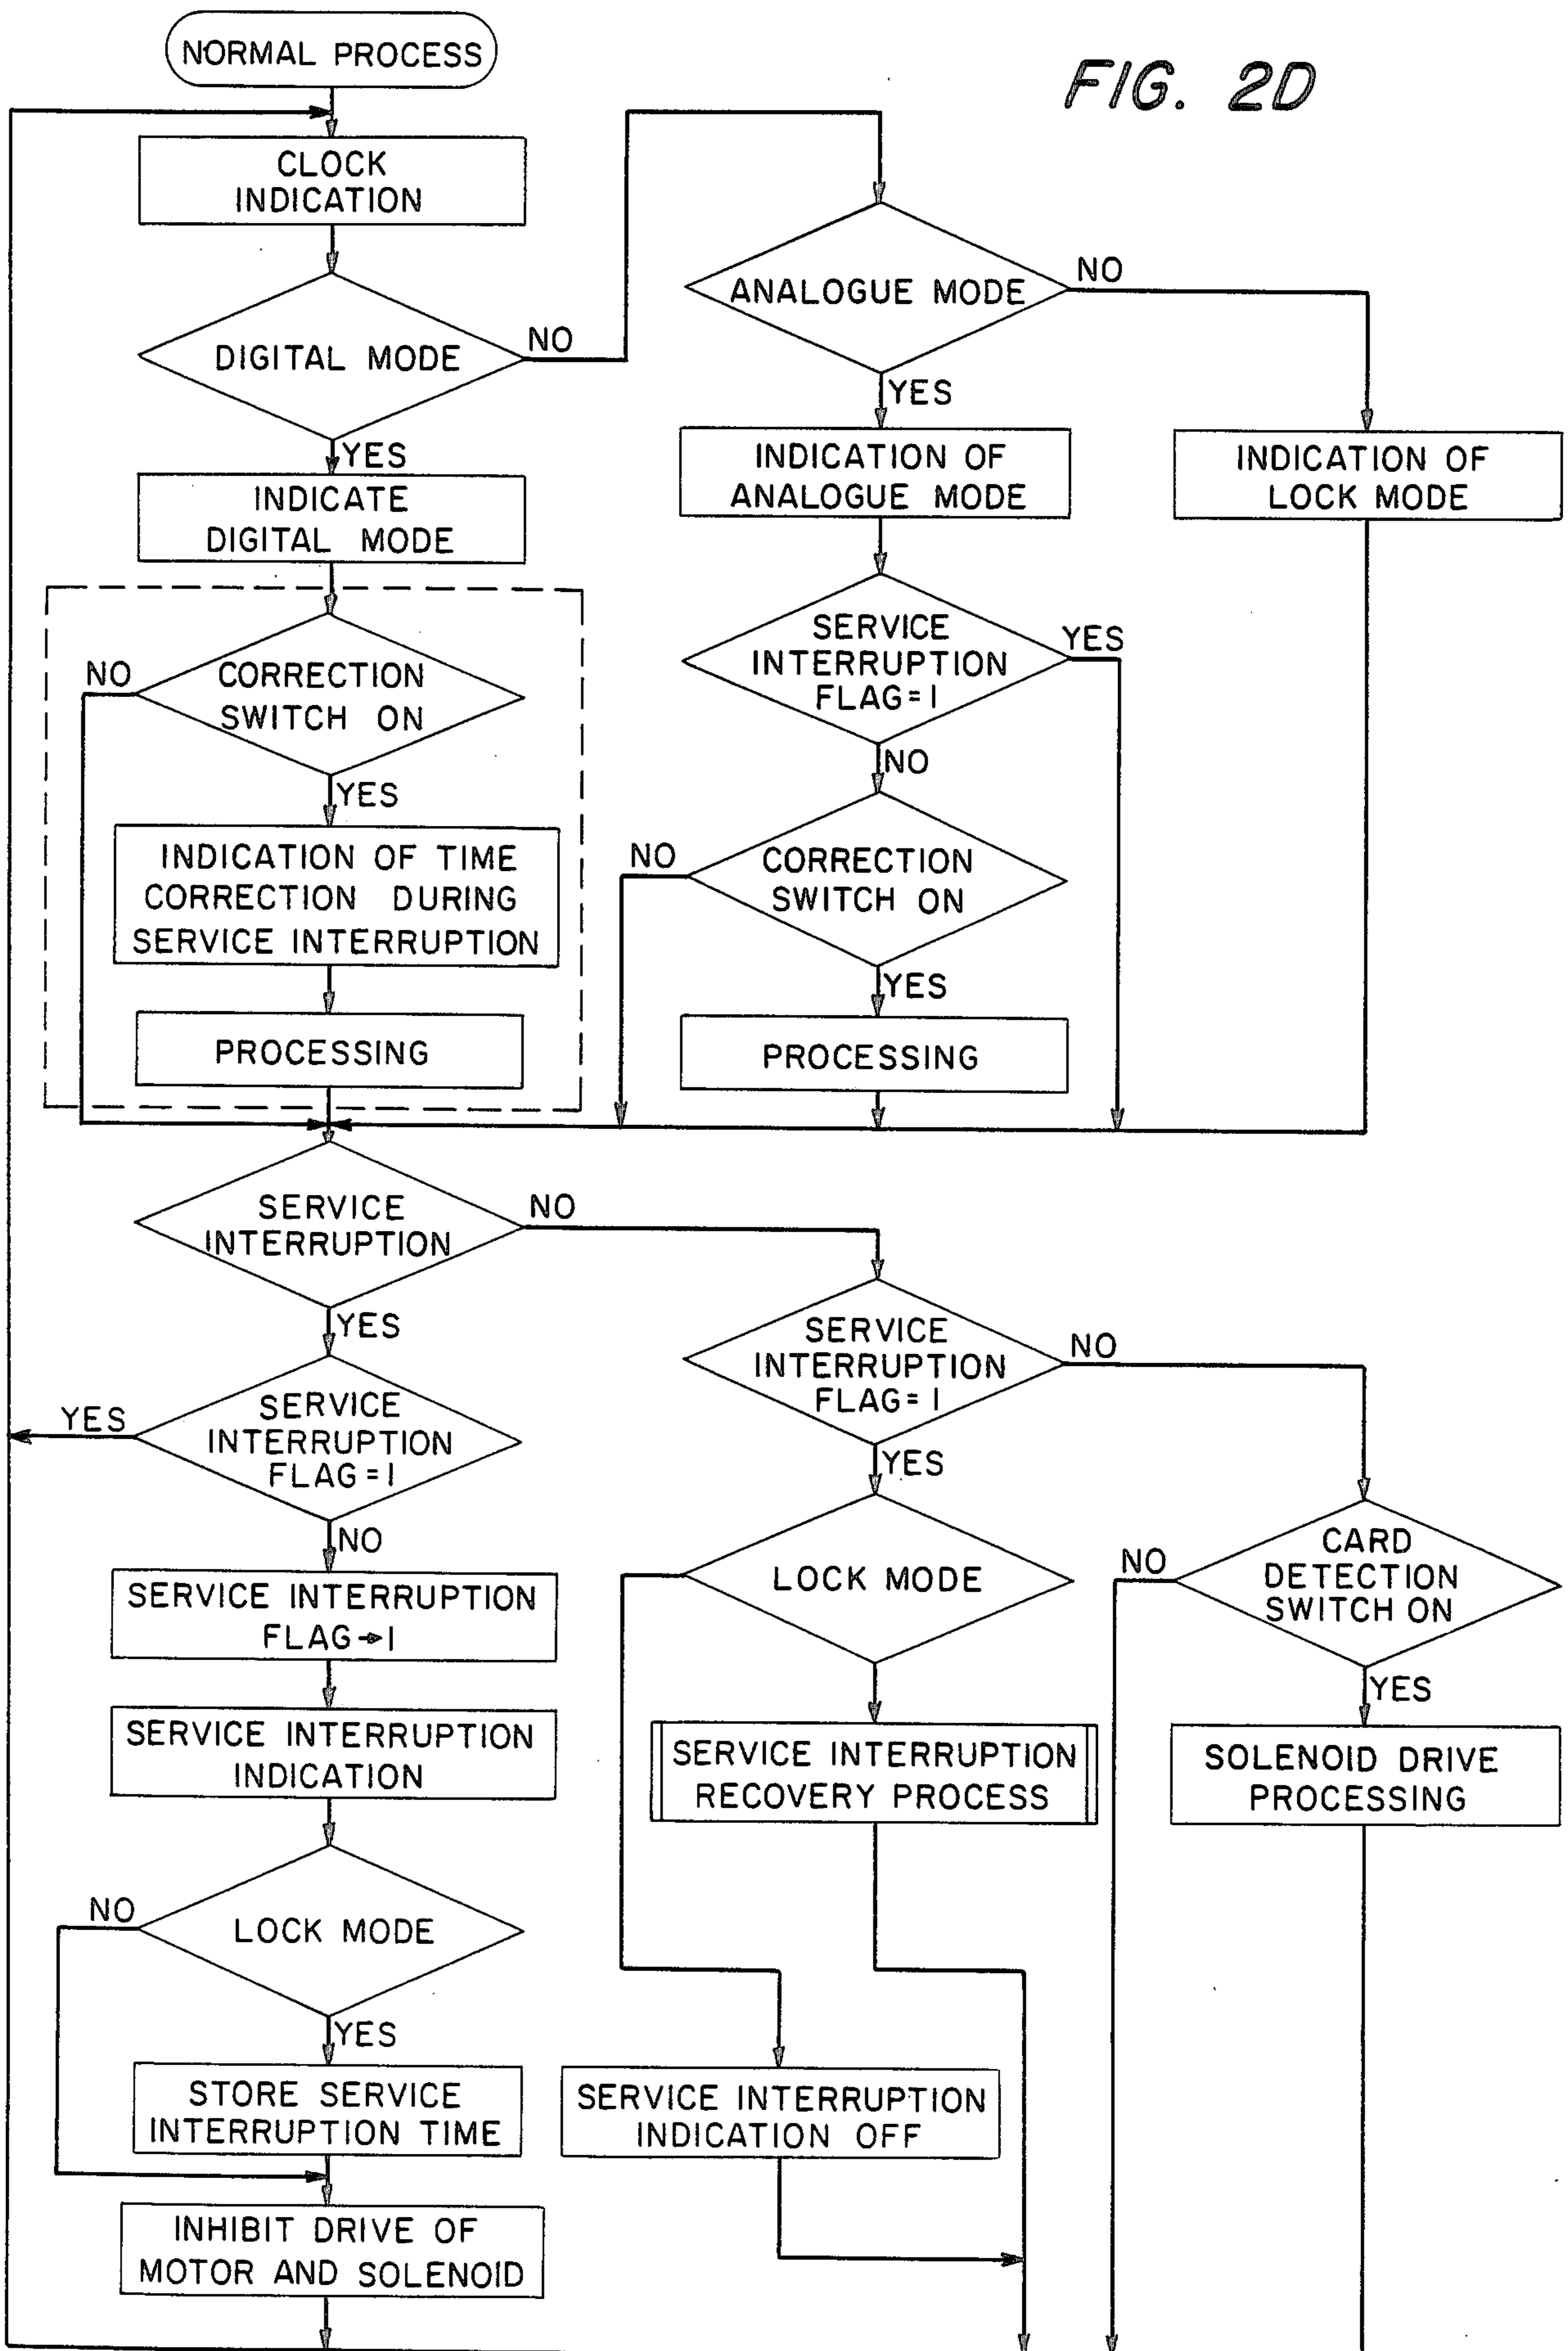 FIG. 2D
NORMAL PROCESS
CLOCK
INDICATION
DIGITAL MODE
NO
YES
INDICATE
DIGITAL MODE
CORRECTION
SWITCH ON
NO
YES
INDICATION OF TIME
CORRECTION DURING
SERVICE INTERRUPTION
PROCESSING
ANALOGUE MODE
NO
YES
INDICATION OF
ANALOGUE MODE
INDICATION OF
LOCK MODE
SERVICE
INTERRUPTION
FLAG=1
YES
NO
CORRECTION
SWITCH ON
NO
YES
PROCESSING
SERVICE
INTERRUPTION
NO
YES
SERVICE
INTERRUPTION
FLAG=1
YES
NO
SERVICE INTERRUPTION
FLAG→1
SERVICE INTERRUPTION
INDICATION
LOCK MODE
NO
YES
STORE SERVICE
INTERRUPTION TIME
INHIBIT DRIVE OF
MOTOR AND SOLENOID
SERVICE
INTERRUPTION
FLAG=1
NO
YES
LOCK MODE
SERVICE INTERRUPTION
RECOVERY PROCESS
SERVICE INTERRUPTION
INDICATION OFF
CARD
DETECTION
SWITCH ON
NO
YES
SOLENOID DRIVE
PROCESSING